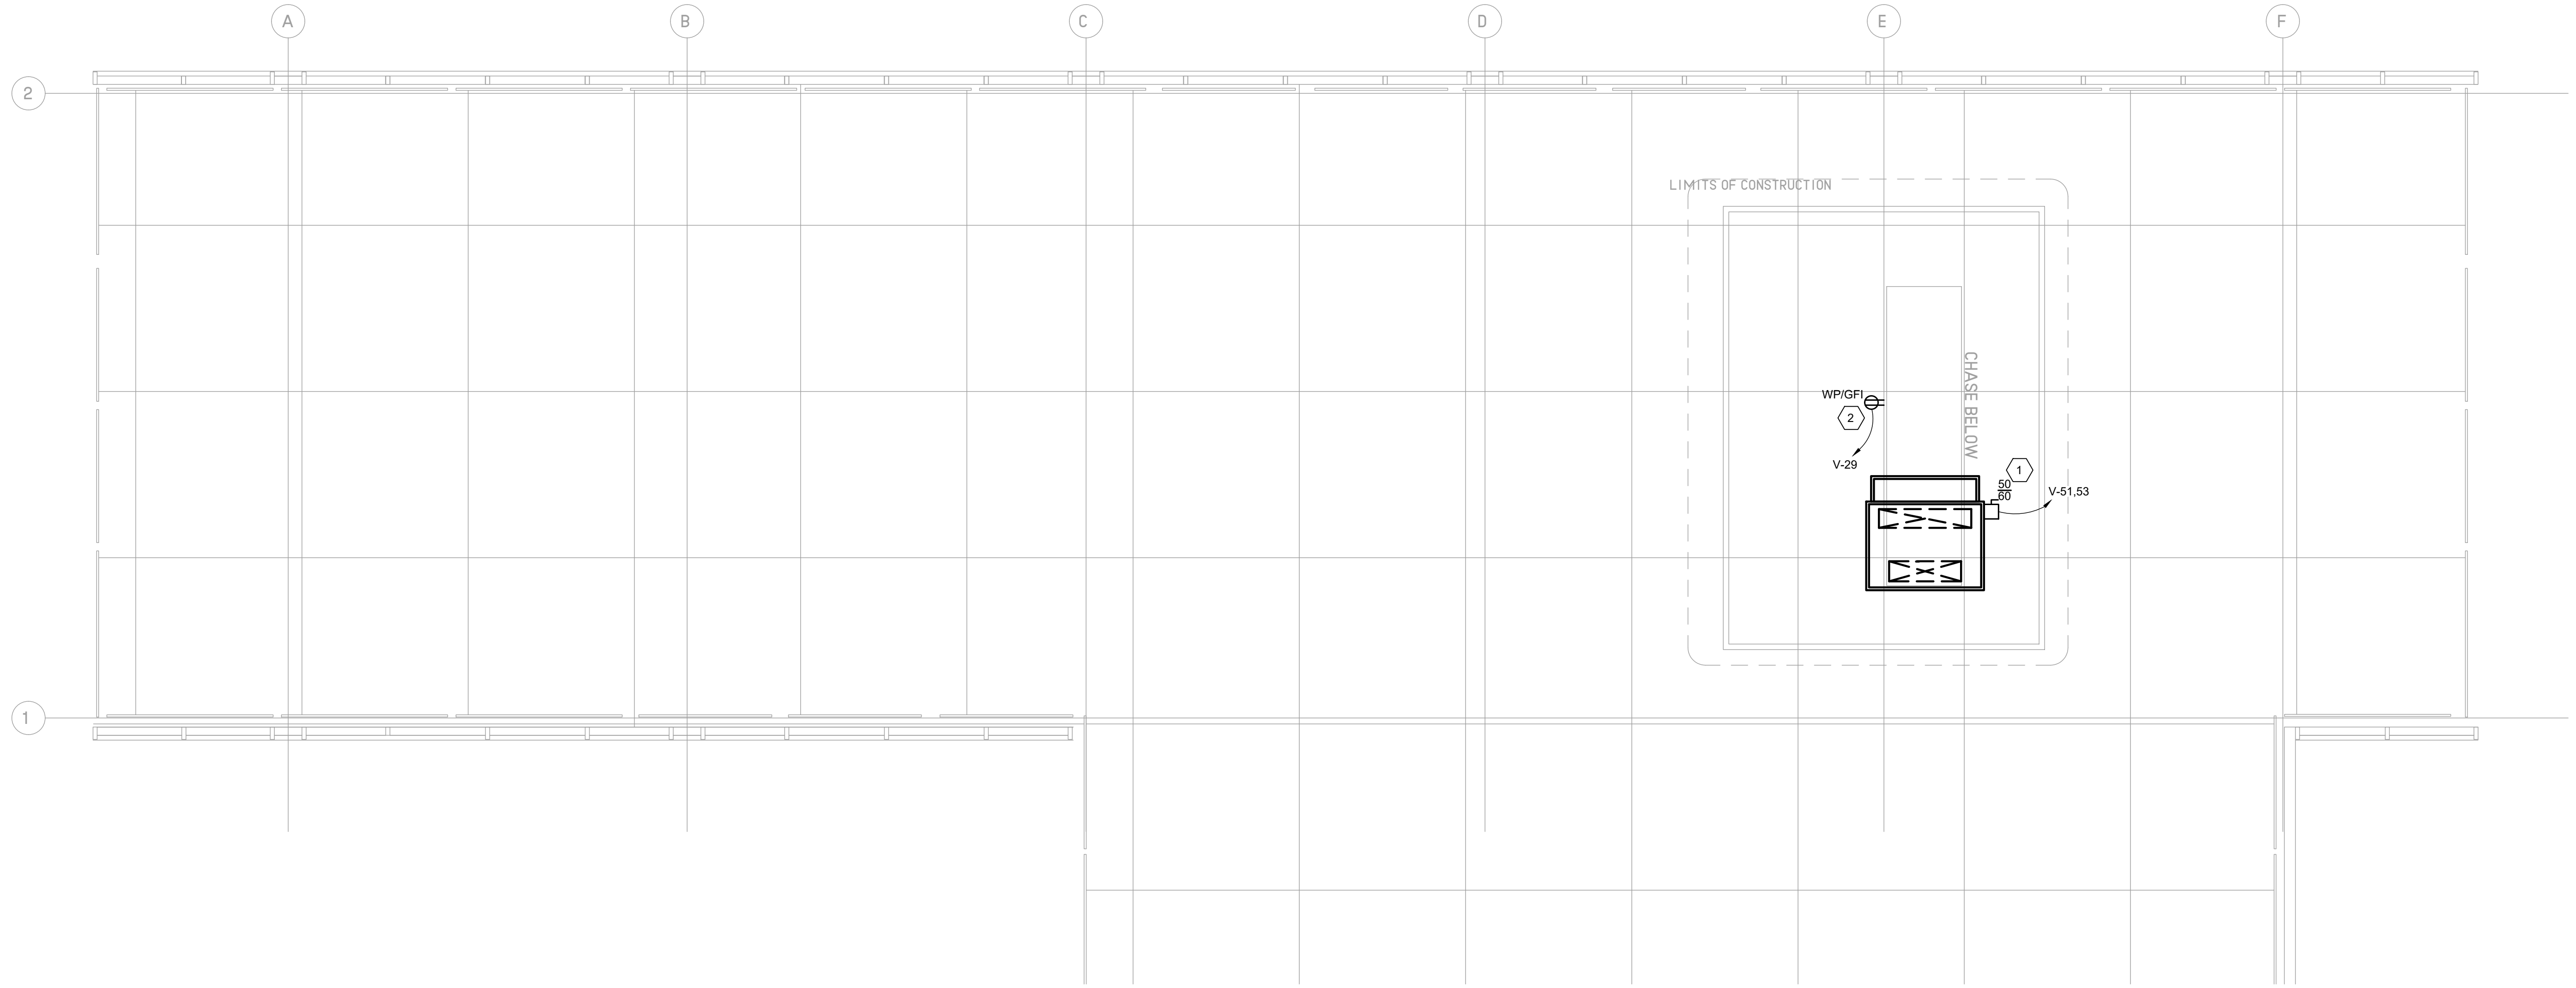 A
B
C
D
E
F
2
LIMITS OF CONSTRUCTION
CHASE BELOW
WP/GFI
2
V-29
1
50
60
V-51,53
1